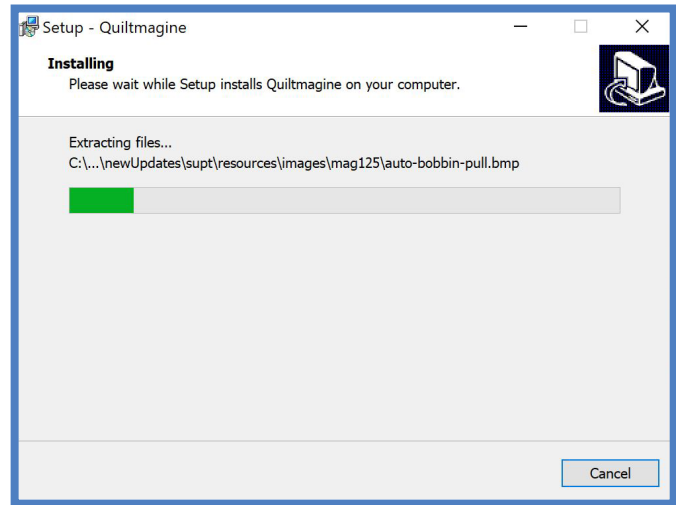 Setup - Quiltmagine
Installing
Please wait while Setup installs Quiltmagine on your computer.
Extracting files...
C:\...\newUpdates\supt\resources\images\mag125\auto-bobbin-pull.bmp
Cancel